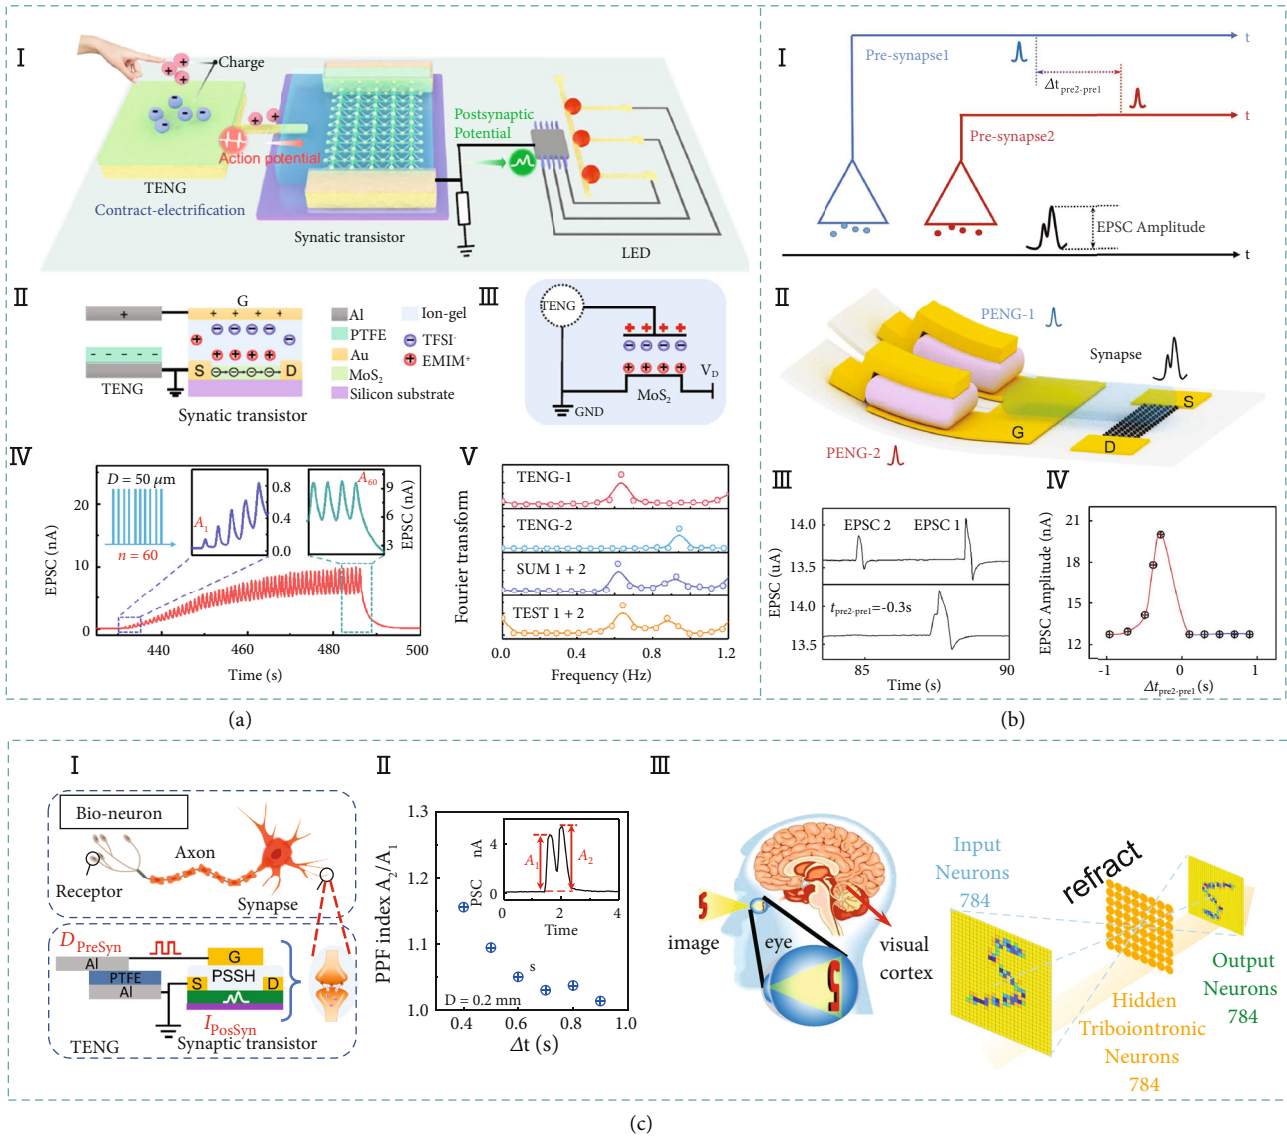 I
Charge
Action potential
TENG
Contract-electrification
Synatic transistor
Postsynaptic
Potential
LED
II
G
S
D
TENG
Synatic transistor
Al
PTFE
Au
MoS2
Silicon substrate
Ion-gel
TFSI-
EMIM+
III
TENG
GND
MoS2
VD
IV
EPSC (nA)
20
10
0
D = 50 μm
n = 60
A1
0.8
0.4
0.0
A60
9
6
3
EPSC (nA)
440
460
480
500
Time (s)
V
Fourier transform
TENG-1
TENG-2
SUM 1 + 2
TEST 1 + 2
0.0
0.4
0.8
1.2
Frequency (Hz)
(a)
I
Pre-synapse1
t
Δtpre2-pre1
Pre-synapse2
t
EPSC Amplitude
t
II
PENG-1
Synapse
PENG-2
G
S
D
III
EPSC (uA)
14.0
13.5
14.0
13.5
EPSC 2
EPSC 1
tpre2-pre1=-0.3s
85
90
Time (s)
IV
EPSC Amplitude (nA)
21
18
15
12
-1
0
1
Δtpre2-pre1 (s)
(b)
I
Bio-neuron
Axon
Receptor
Synapse
DPreSyn
Al
PTFE
Al
G
PSSH
S
D
IPosSyn
TENG
Synaptic transistor
II
PPF index A2/A1
1.3
1.2
1.1
1.0
s
D = 0.2 mm
0.4
0.6
0.8
1.0
Δt (s)
PSC nA
4
0
A1
A2
0
2
4
Time
III
image
eye
visual
cortex
Input
Neurons
784
refract
Hidden
Triboiontronic
Neurons
784
Output
Neurons
784
(c)